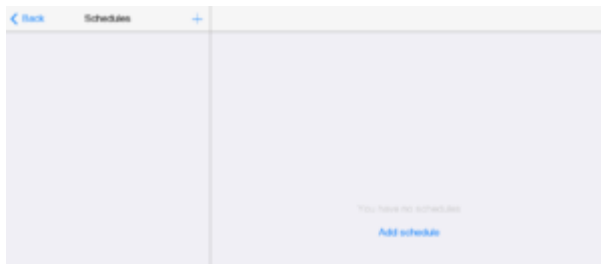 Back
Schedules
+
You have no schedules
Add schedule